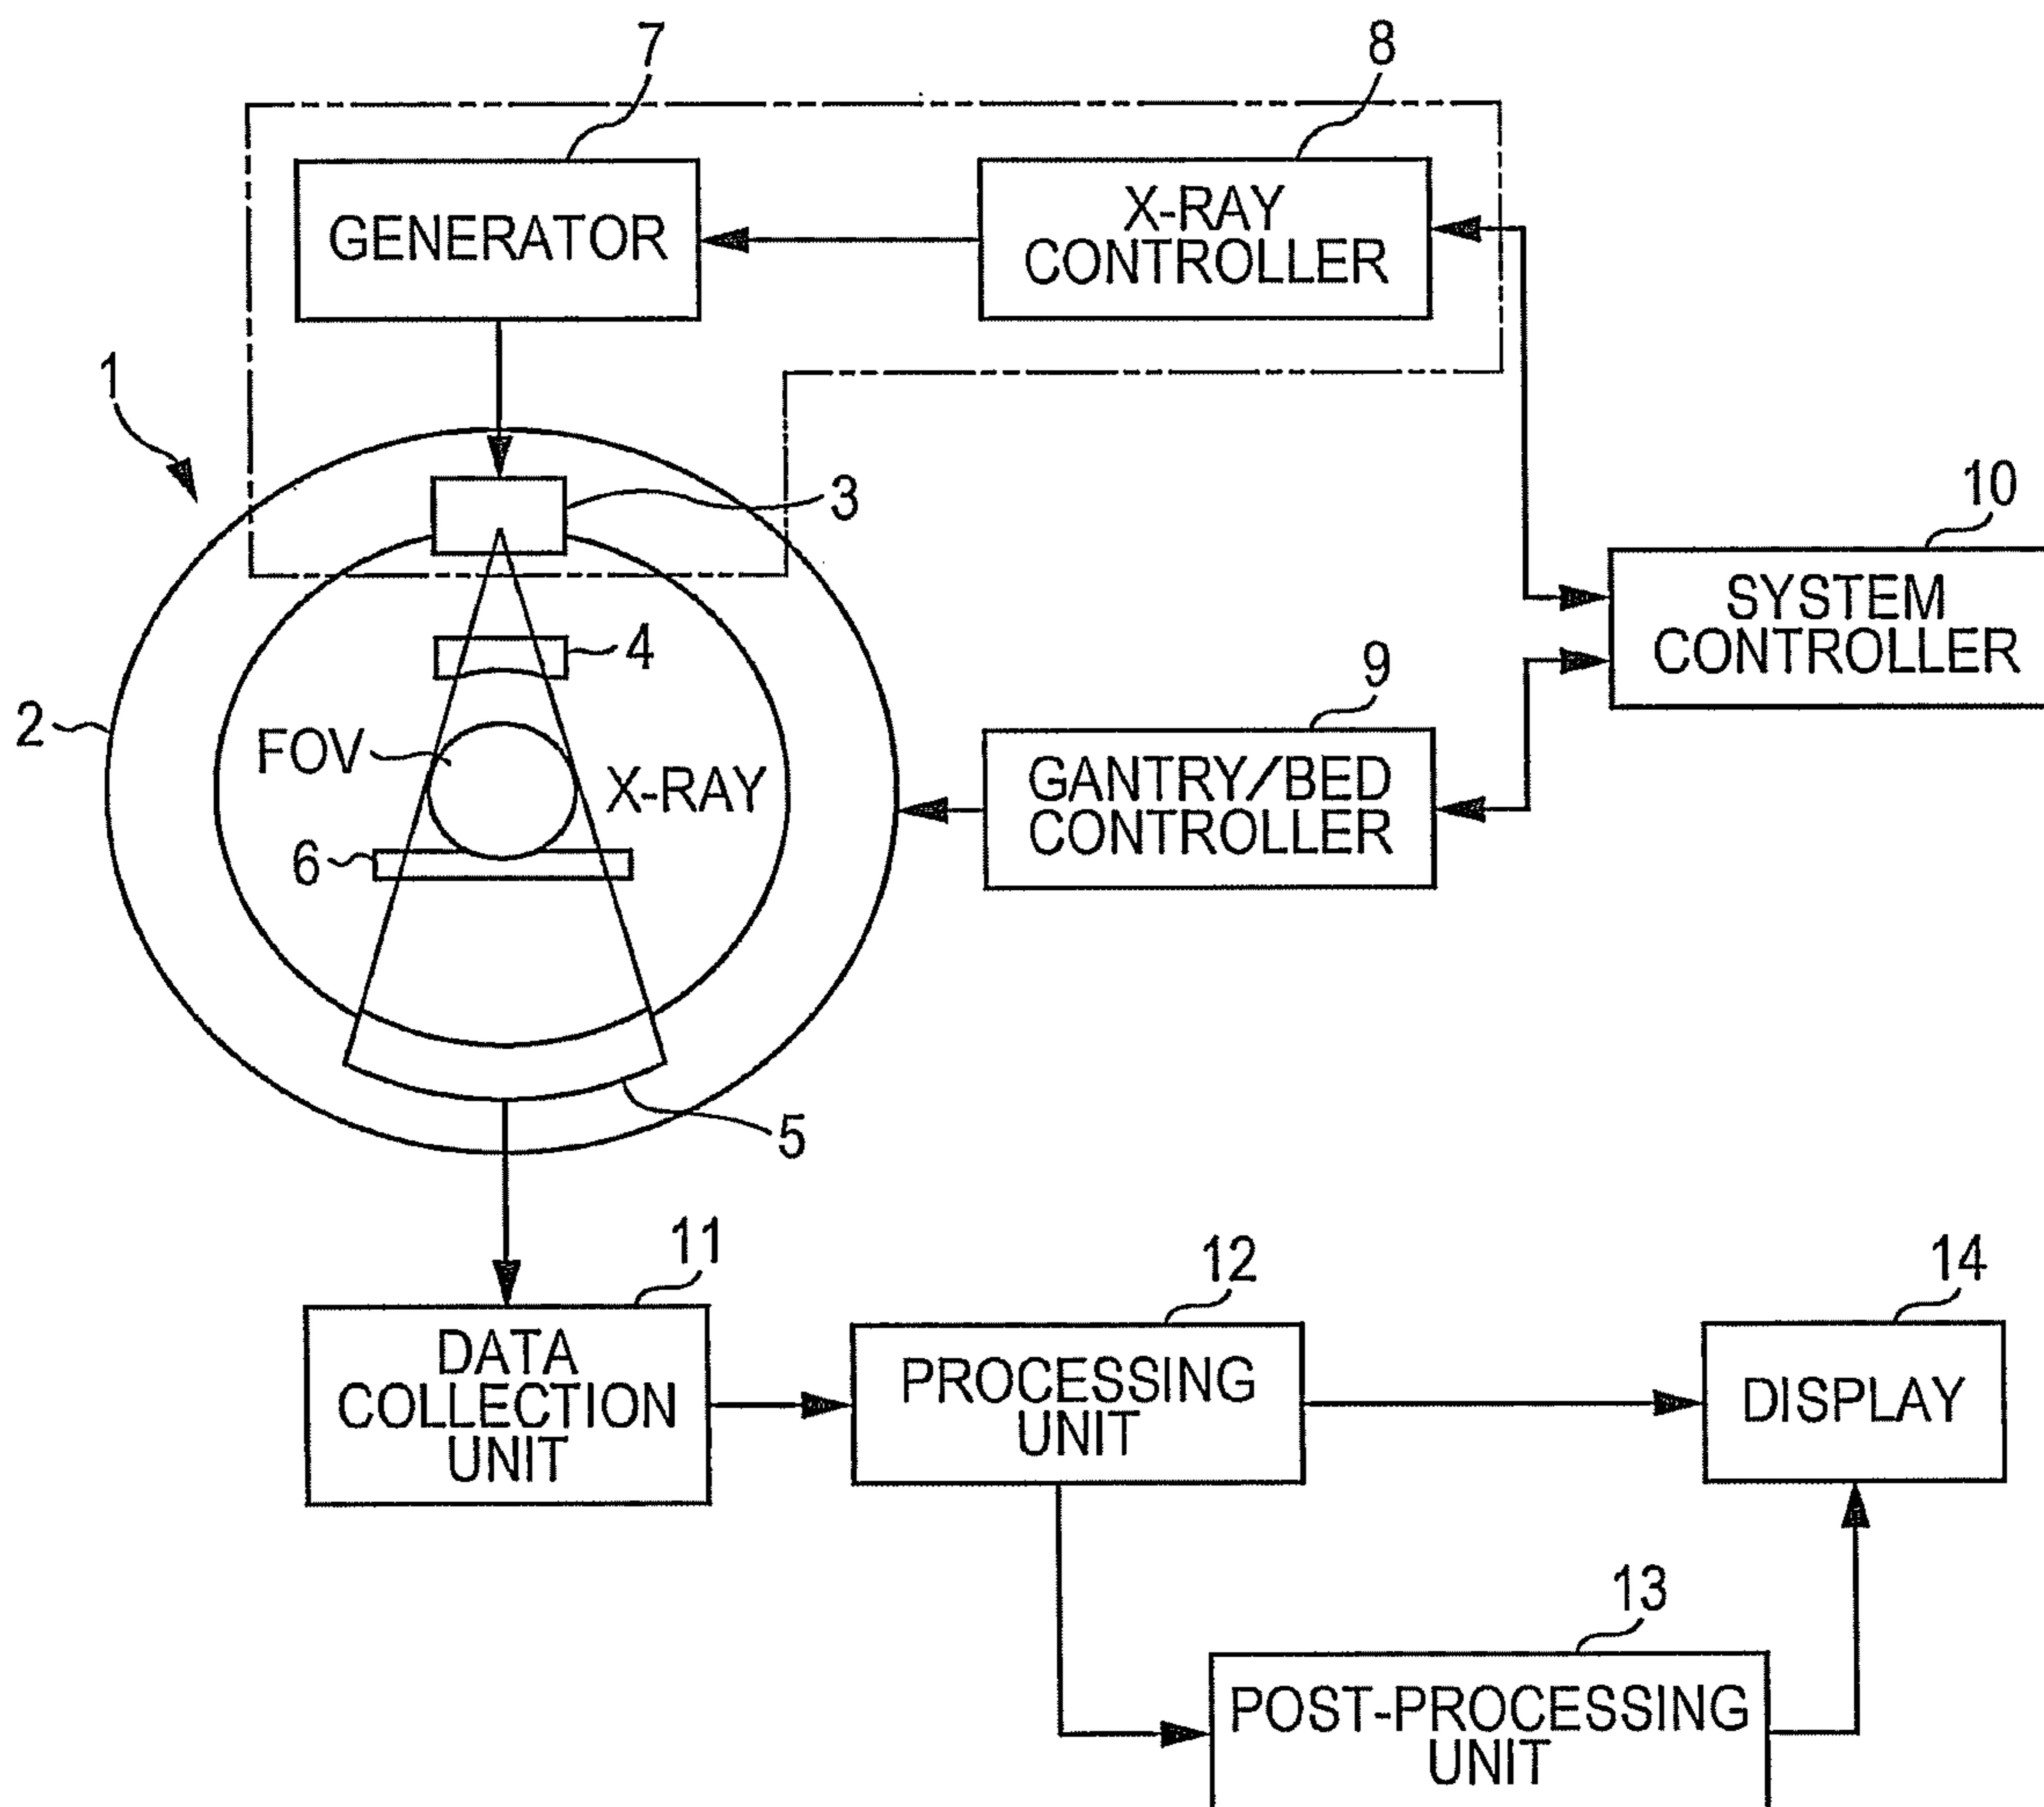 7
8
GENERATOR
X-RAY
CONTROLLER
1
3
10
SYSTEM
CONTROLLER
4
2
FOV
X-RAY
9
GANTRY/BED
CONTROLLER
6
5
11
12
14
DATA
COLLECTION
UNIT
PROCESSING
UNIT
DISPLAY
13
POST-PROCESSING
UNIT